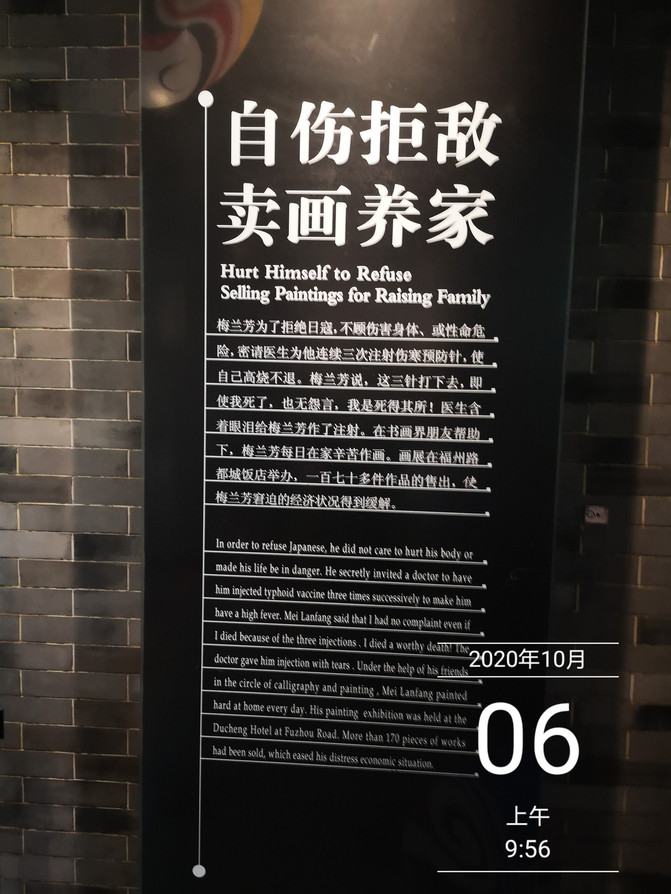 自伤拒敌
卖画养家
Hurt Himself to Refuse
Selling Paintings for Raising Family
梅兰芳为了拒绝日寇,不顾伤害身体、或性命危
险,密请医生为他连续三次注射伤寒预防针,使
自己高烧不退。梅兰芳说,这三针打下去,即
使我死了,也无怨言,我是死得其所!医生含
着眼泪给梅兰芳作了注射。在书画界朋友帮助
下,梅兰芳每日在家辛苦作画。画展在福州路
都城饭店举办,一百七十多件作品的售出,使
梅兰芳窘迫的经济状况得到缓解。
In order to refuse Japanese, he did not care to hurt his body or
made his life be in danger. He secretly invited a doctor to have
him injected typhoid vaccine three times successively to make him
have a high fever. Mei Lanfang said that I had no complaint even if
I died because of the three injections . I died a worthy death! The
doctor gave him injection with tears . Under the help of his friends
in the circle of calligraphy and painting , Mei Lanfang painted
hard at home every day. His painting exhibition was held at the
Ducheng Hotel at Fuzhou Road. More than 170 pieces of works
had been sold, which eased his distress economic situation.
2020年10月
06
上午
9:56